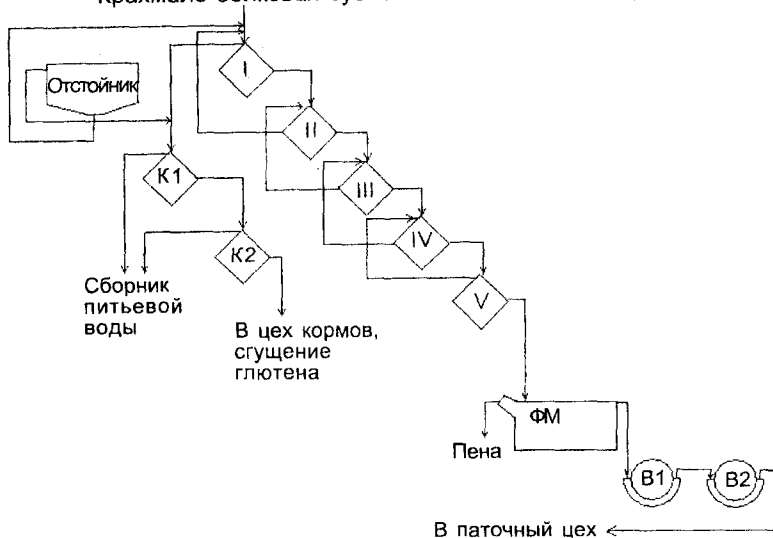 Отстойник
I
II
III
IV
V
К1
К2
Сборник
питьевой
воды
В цех кормов,
сгущение
глютена
ФМ
Пена
В1
В2
В паточный цех